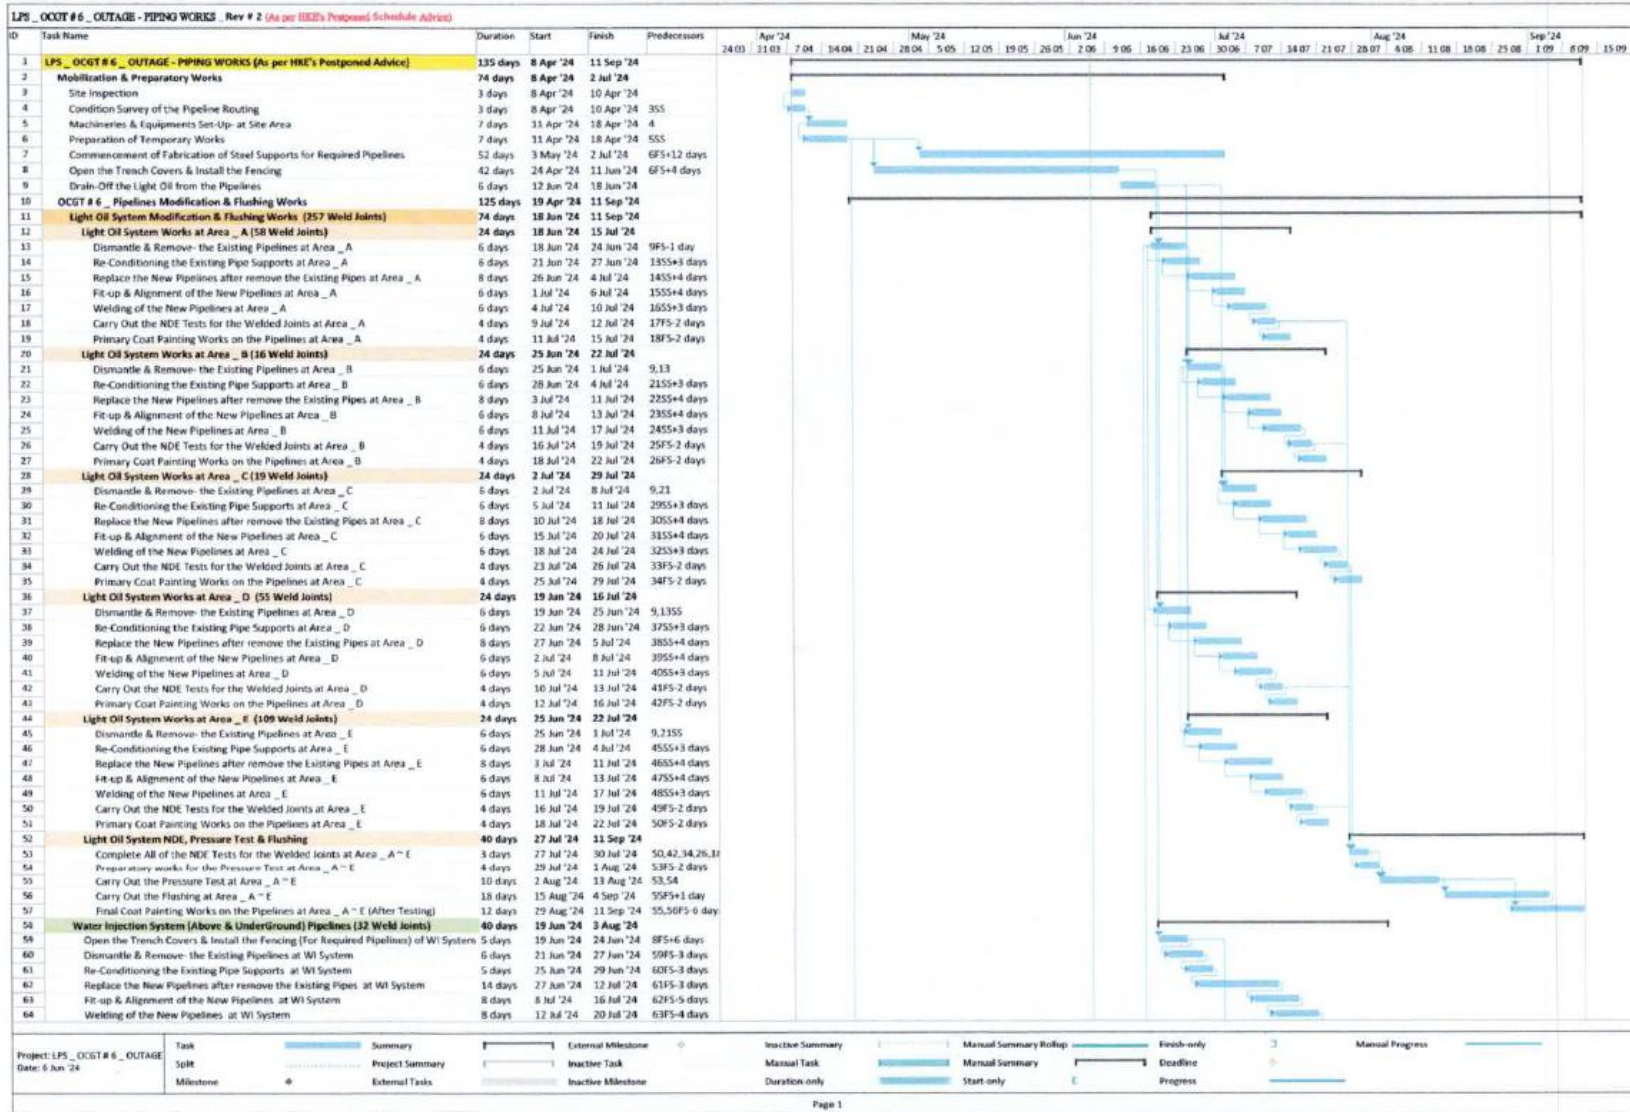 LPS _ OCGT # 6 _ OUTAGE - PIPING WORKS _ Rev # 2 (As per HKE's Postponed Schedule Advice)
ID Task Name Duration Start Finish Predecessors Apr '24 May '24 Jun '24 Jul '24 Aug '24 Sep '24
24 03 31 03 7 04 14 04 21 04 28 04 5 05 12 05 19 05 26 05 2 06 9 06 16 06 23 06 30 06 7 07 14 07 21 07 28 07 4 08 11 08 18 08 25 08 1 09 8 09 15 09
1 LPS _ OCGT # 6 _ OUTAGE - PIPING WORKS (As per HKE's Postponed Advice) 135 days 8 Apr '24 11 Sep '24
2 Mobilization & Preparatory Works 74 days 8 Apr '24 2 Jul '24
3 Site Inspection 3 days 8 Apr '24 10 Apr '24
4 Condition Survey of the Pipeline Routing 3 days 8 Apr '24 10 Apr '24 3SS
5 Machineries & Equipments Set-Up- at Site Area 7 days 11 Apr '24 18 Apr '24 4
6 Preparation of Temporary Works 7 days 11 Apr '24 18 Apr '24 5SS
7 Commencement of Fabrication of Steel Supports for Required Pipelines 52 days 3 May '24 2 Jul '24 6FS+12 days
8 Open the Trench Covers & Install the Fencing 42 days 24 Apr '24 11 Jun '24 6FS+4 days
9 Drain-Off the Light Oil from the Pipelines 6 days 12 Jun '24 18 Jun '24
10 OCGT # 6 _ Pipelines Modification & Flushing Works 125 days 19 Apr '24 11 Sep '24
11 Light Oil System Modification & Flushing Works (257 Weld Joints) 74 days 18 Jun '24 11 Sep '24
12 Light Oil System Works at Area _ A (58 Weld Joints) 24 days 18 Jun '24 15 Jul '24
13 Dismantle & Remove- the Existing Pipelines at Area _ A 6 days 18 Jun '24 24 Jun '24 9FS-1 day
14 Re-Conditioning the Existing Pipe Supports at Area _ A 6 days 21 Jun '24 27 Jun '24 13SS+3 days
15 Replace the New Pipelines after remove the Existing Pipes at Area _ A 8 days 26 Jun '24 4 Jul '24 14SS+4 days
16 Fit-up & Alignment of the New Pipelines at Area _ A 6 days 1 Jul '24 6 Jul '24 15SS+4 days
17 Welding of the New Pipelines at Area _ A 6 days 4 Jul '24 10 Jul '24 16SS+3 days
18 Carry Out the NDE Tests for the Welded Joints at Area _ A 4 days 9 Jul '24 12 Jul '24 17FS-2 days
19 Primary Coat Painting Works on the Pipelines at Area _ A 4 days 11 Jul '24 15 Jul '24 18FS-2 days
20 Light Oil System Works at Area _ B (16 Weld Joints) 24 days 25 Jun '24 22 Jul '24
21 Dismantle & Remove- the Existing Pipelines at Area _ B 6 days 25 Jun '24 1 Jul '24 9,13
22 Re-Conditioning the Existing Pipe Supports at Area _ B 6 days 28 Jun '24 4 Jul '24 21SS+3 days
23 Replace the New Pipelines after remove the Existing Pipes at Area _ B 8 days 3 Jul '24 11 Jul '24 22SS+4 days
24 Fit-up & Alignment of the New Pipelines at Area _ B 6 days 8 Jul '24 13 Jul '24 23SS+4 days
25 Welding of the New Pipelines at Area _ B 6 days 11 Jul '24 17 Jul '24 24SS+3 days
26 Carry Out the NDE Tests for the Welded Joints at Area _ B 4 days 16 Jul '24 19 Jul '24 25FS-2 days
27 Primary Coat Painting Works on the Pipelines at Area _ B 4 days 18 Jul '24 22 Jul '24 26FS-2 days
28 Light Oil System Works at Area _ C (19 Weld Joints) 24 days 2 Jul '24 29 Jul '24
29 Dismantle & Remove- the Existing Pipelines at Area _ C 6 days 2 Jul '24 8 Jul '24 9,21
30 Re-Conditioning the Existing Pipe Supports at Area _ C 6 days 5 Jul '24 11 Jul '24 29SS+3 days
31 Replace the New Pipelines after remove the Existing Pipes at Area _ C 8 days 10 Jul '24 18 Jul '24 30SS+4 days
32 Fit-up & Alignment of the New Pipelines at Area _ C 6 days 15 Jul '24 20 Jul '24 31SS+4 days
33 Welding of the New Pipelines at Area _ C 6 days 18 Jul '24 24 Jul '24 32SS+3 days
34 Carry Out the NDE Tests for the Welded Joints at Area _ C 4 days 23 Jul '24 26 Jul '24 33FS-2 days
35 Primary Coat Painting Works on the Pipelines at Area _ C 4 days 25 Jul '24 29 Jul '24 34FS-2 days
36 Light Oil System Works at Area _ D (55 Weld Joints) 24 days 19 Jun '24 16 Jul '24
37 Dismantle & Remove- the Existing Pipelines at Area _ D 6 days 19 Jun '24 25 Jun '24 9,13SS
38 Re-Conditioning the Existing Pipe Supports at Area _ D 6 days 22 Jun '24 28 Jun '24 37SS+3 days
39 Replace the New Pipelines after remove the Existing Pipes at Area _ D 8 days 27 Jun '24 5 Jul '24 38SS+4 days
40 Fit-up & Alignment of the New Pipelines at Area _ D 6 days 2 Jul '24 8 Jul '24 39SS+4 days
41 Welding of the New Pipelines at Area _ D 6 days 5 Jul '24 11 Jul '24 40SS+3 days
42 Carry Out the NDE Tests for the Welded Joints at Area _ D 4 days 10 Jul '24 13 Jul '24 41FS-2 days
43 Primary Coat Painting Works on the Pipelines at Area _ D 4 days 12 Jul '24 16 Jul '24 42FS-2 days
44 Light Oil System Works at Area _ E (109 Weld Joints) 24 days 25 Jun '24 22 Jul '24
45 Dismantle & Remove- the Existing Pipelines at Area _ E 6 days 25 Jun '24 1 Jul '24 9,21SS
46 Re-Conditioning the Existing Pipe Supports at Area _ E 6 days 28 Jun '24 4 Jul '24 45SS+3 days
47 Replace the New Pipelines after remove the Existing Pipes at Area _ E 8 days 3 Jul '24 11 Jul '24 46SS+4 days
48 Fit-up & Alignment of the New Pipelines at Area _ E 6 days 8 Jul '24 13 Jul '24 47SS+4 days
49 Welding of the New Pipelines at Area _ E 6 days 11 Jul '24 17 Jul '24 48SS+3 days
50 Carry Out the NDE Tests for the Welded Joints at Area _ E 4 days 16 Jul '24 19 Jul '24 49FS-2 days
51 Primary Coat Painting Works on the Pipelines at Area _ E 4 days 18 Jul '24 22 Jul '24 50FS-2 days
52 Light Oil System NDE, Pressure Test & Flushing 40 days 27 Jul '24 11 Sep '24
53 Complete All of the NDE Tests for the Welded Joints at Area _ A ~ E 3 days 27 Jul '24 30 Jul '24 50,42,34,26,18
54 Preparatory works for the Pressure Test at Area _ A ~ E 4 days 29 Jul '24 1 Aug '24 53FS-2 days
55 Carry Out the Pressure Test at Area _ A ~ E 10 days 2 Aug '24 13 Aug '24 53,54
56 Carry Out the Flushing at Area _ A ~ E 18 days 15 Aug '24 4 Sep '24 55FS+1 day
57 Final Coat Painting Works on the Pipelines at Area _ A ~ E (After Testing) 12 days 29 Aug '24 11 Sep '24 55,56FS-6 day
58 Water Injection System (Above & UnderGround) Pipelines (32 Weld Joints) 40 days 19 Jun '24 3 Aug '24
59 Open the Trench Covers & Install the Fencing (For Required Pipelines) of WI System 5 days 19 Jun '24 24 Jun '24 8FS+6 days
60 Dismantle & Remove- the Existing Pipelines at WI System 6 days 21 Jun '24 27 Jun '24 59FS-3 days
61 Re-Conditioning the Existing Pipe Supports at WI System 5 days 25 Jun '24 29 Jun '24 60FS-3 days
62 Replace the New Pipelines after remove the Existing Pipes at WI System 14 days 27 Jun '24 12 Jul '24 61FS-3 days
63 Fit-up & Alignment of the New Pipelines at WI System 8 days 8 Jul '24 16 Jul '24 62FS-5 days
64 Welding of the New Pipelines at WI System 8 days 12 Jul '24 20 Jul '24 63FS-4 days
Project: LPS _ OCGT # 6 _ OUTAGE
Date: 6 Jun '24
Task Summary External Milestone Inactive Summary Manual Summary Rollup Finish-only Manual Progress
Split Project Summary Inactive Task Manual Task Manual Summary Deadline
Milestone External Tasks Inactive Milestone Duration-only Start-only Progress
Page 1